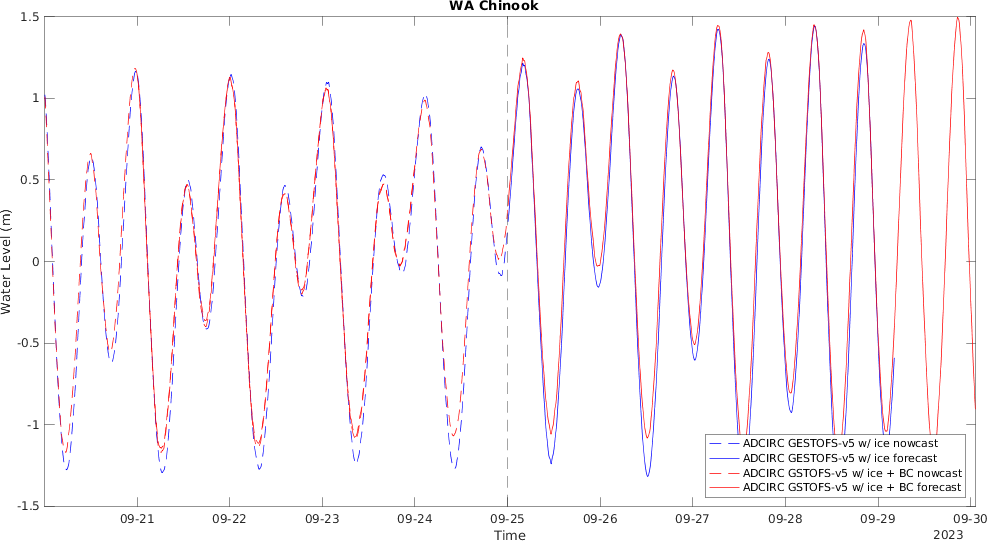 WA Chinook
1.5
1
0.5
0
-0.5
-1
-1.5
Water Level (m)
09-21
09-22
09-23
09-24
09-25
09-26
09-27
09-28
09-29
09-30
Time
2023
ADCIRC GESTOFS-v5 w/ ice nowcast
ADCIRC GESTOFS-v5 w/ ice forecast
ADCIRC GSTOFS-v5 w/ ice + BC nowcast
ADCIRC GSTOFS-v5 w/ ice + BC forecast